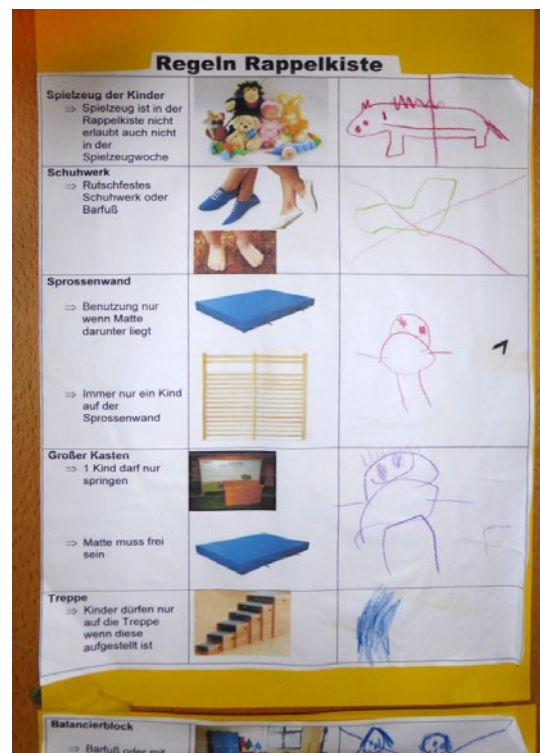 Regeln Rappelkiste
Spielzeug der Kinder
⇒ Spielzeug ist in der
Rappelkiste nicht
erlaubt auch nicht
in der
Spielzeugwoche
Schuhwerk
⇒ Rutschfestes
Schuhwerk oder
Barfuß
Sprossenwand
⇒ Benutzung nur
wenn Matte
darunter liegt
⇒ Immer nur ein Kind
auf der
Sprossenwand
1
Großer Kasten
⇒ 1 Kind darf nur
springen
⇒ Matte muss frei
sein
Treppe
⇒ Kinder dürfen nur
auf die Treppe
wenn diese
aufgestellt ist
Balancierblock
⇒ Barfuß oder mit